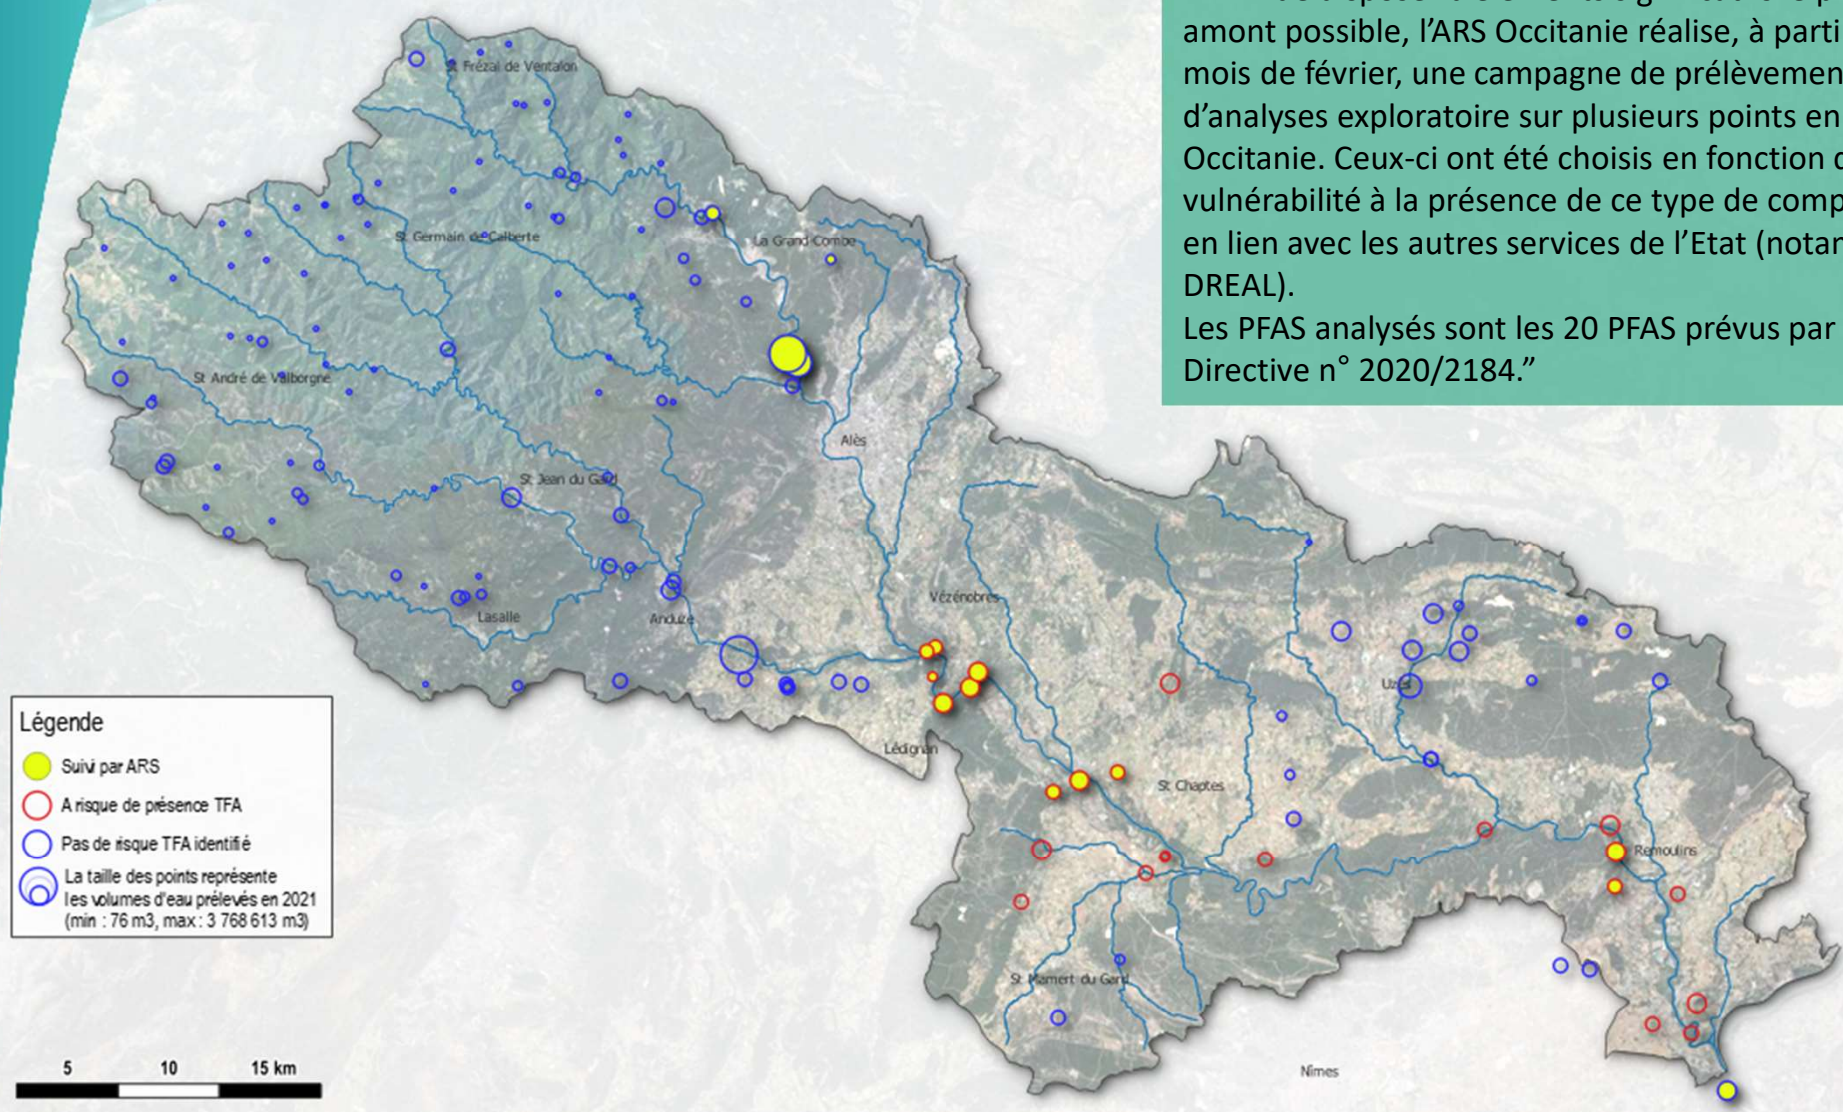 amont possible, l’ARS Occitanie réalise, à parti
mois de février, une campagne de prélèvemen
d’analyses exploratoire sur plusieurs points en
Occitanie. Ceux-ci ont été choisis en fonction
vulnérabilité à la présence de ce type de comp
en lien avec les autres services de l’Etat (notan
DREAL).
Les PFAS analysés sont les 20 PFAS prévus par
Directive n° 2020/2184.”
St Frézal de Ventalon
St Germain de Calberte
La Grand-Combe
St André de Valborgne
Alès
St Jean du Gard
Vézénobres
Lasalle
Anduze
Uzès
Lédignan
St Chaptes
Remoulins
St Mamert du Gard
Nîmes
Légende
Suivi par ARS
A risque de présence TFA
Pas de risque TFA identifié
La taille des points représente
les volumes d'eau prélevés en 2021
(min : 76 m3, max : 3 768 613 m3)
5 10 15 km